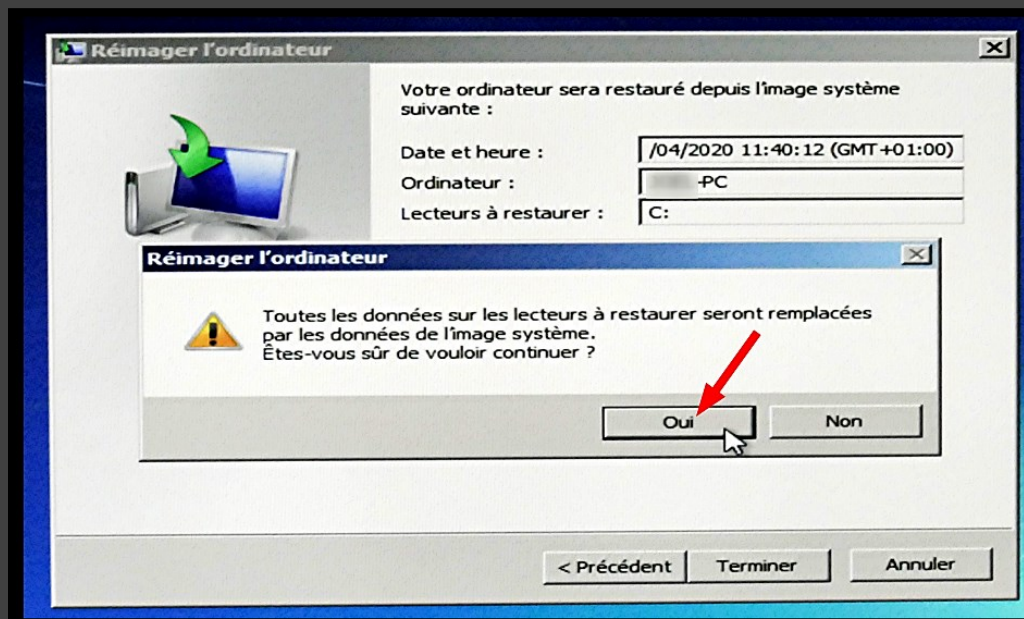 Réimager l'ordinateur
Votre ordinateur sera restauré depuis l'image système
suivante :
Date et heure :
/04/2020 11:40:12 (GMT+01:00)
Ordinateur :
-PC
Lecteurs à restaurer :
C:
Réimager l'ordinateur
Toutes les données sur les lecteurs à restaurer seront remplacées
par les données de l'image système.
Êtes-vous sûr de vouloir continuer ?
Oui
Non
< Précédent
Terminer
Annuler